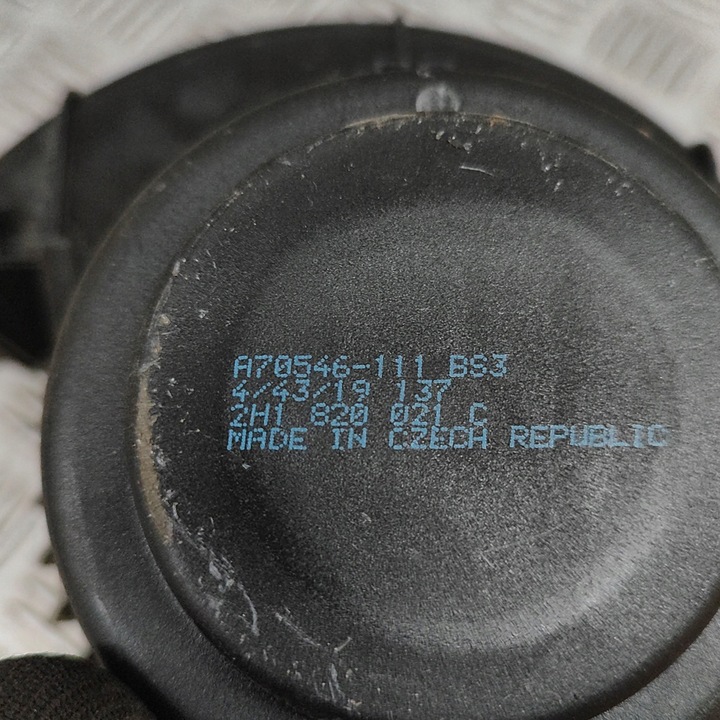 A70546-111 BS3
4/43/19 137
2H1 820 021 C
MADE IN CZECH REPUBLIC